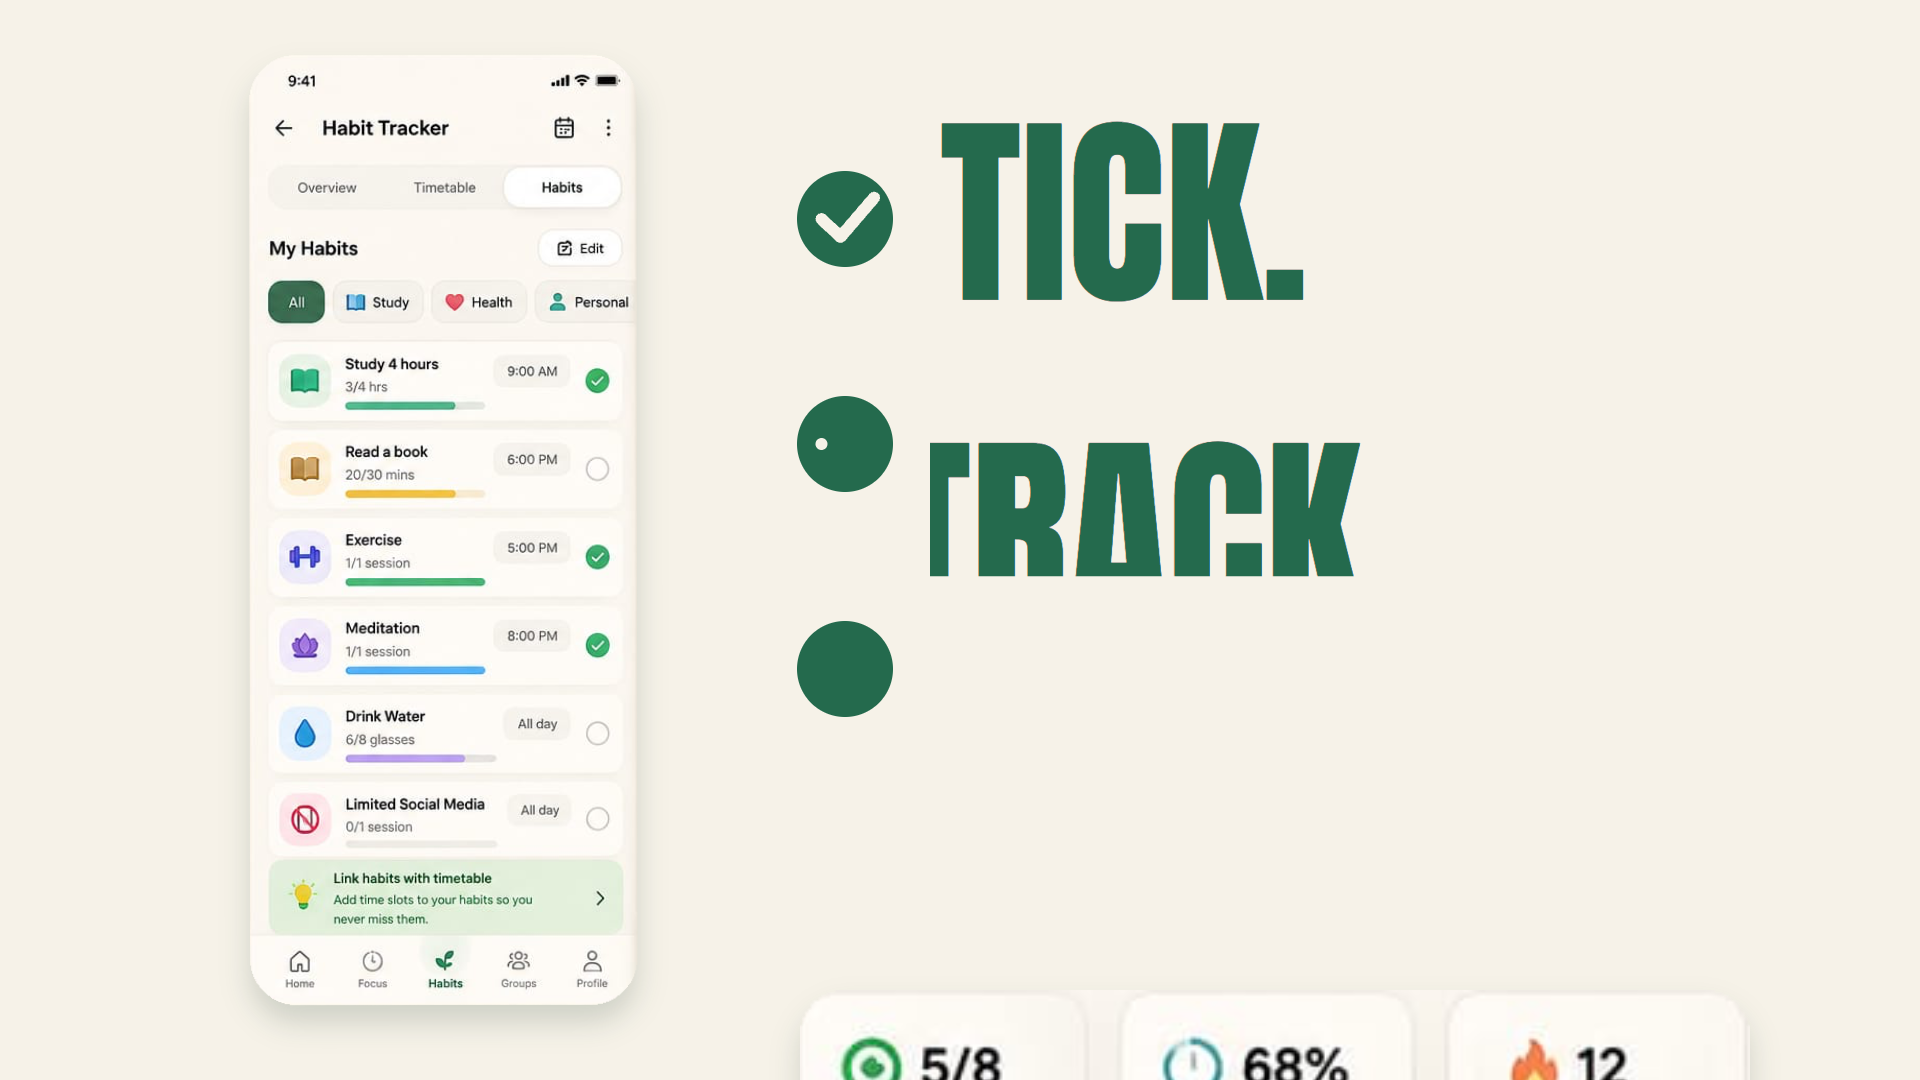 9:41
Habit Tracker
Overview Timetable Habits
My Habits
Edit
All Study Health Personal
Study 4 hours
3/4 hrs
9:00 AM
Read a book
20/30 mins
6:00 PM
Exercise
1/1 session
5:00 PM
Meditation
1/1 session
8:00 PM
Drink Water
6/8 glasses
All day
Limited Social Media
0/1 session
All day
Link habits with timetable
Add time slots to your habits so you
never miss them.
Home Focus Habits Groups Profile
TICK.
TRACK
5/8 68% 12